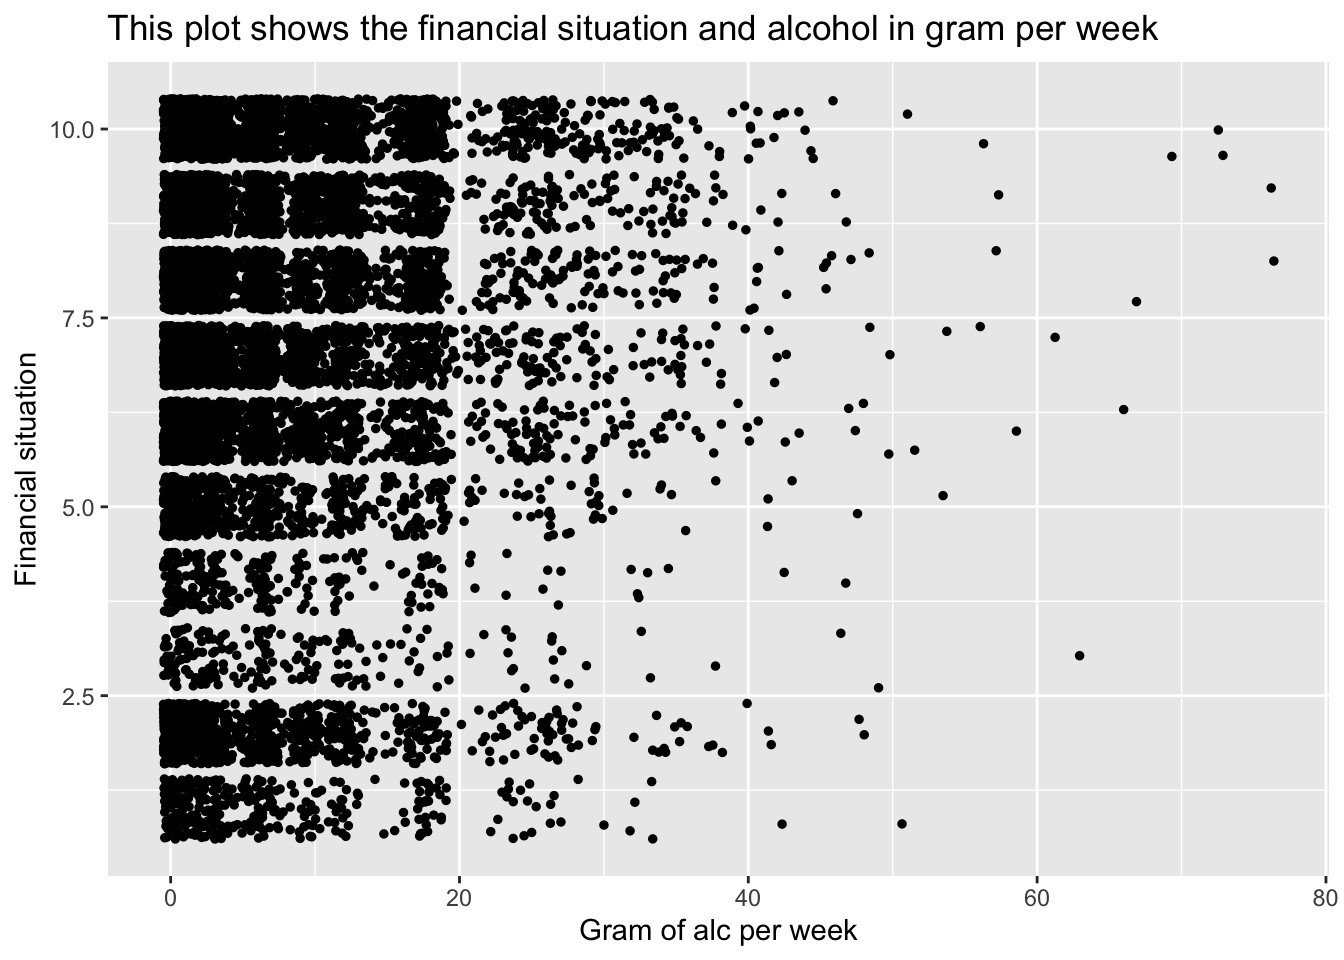 This plot shows the financial situation and alcohol in gram per week
10.0
7.5
5.0
2.5
Financial situation
0 20 40 60 80
Gram of alc per week